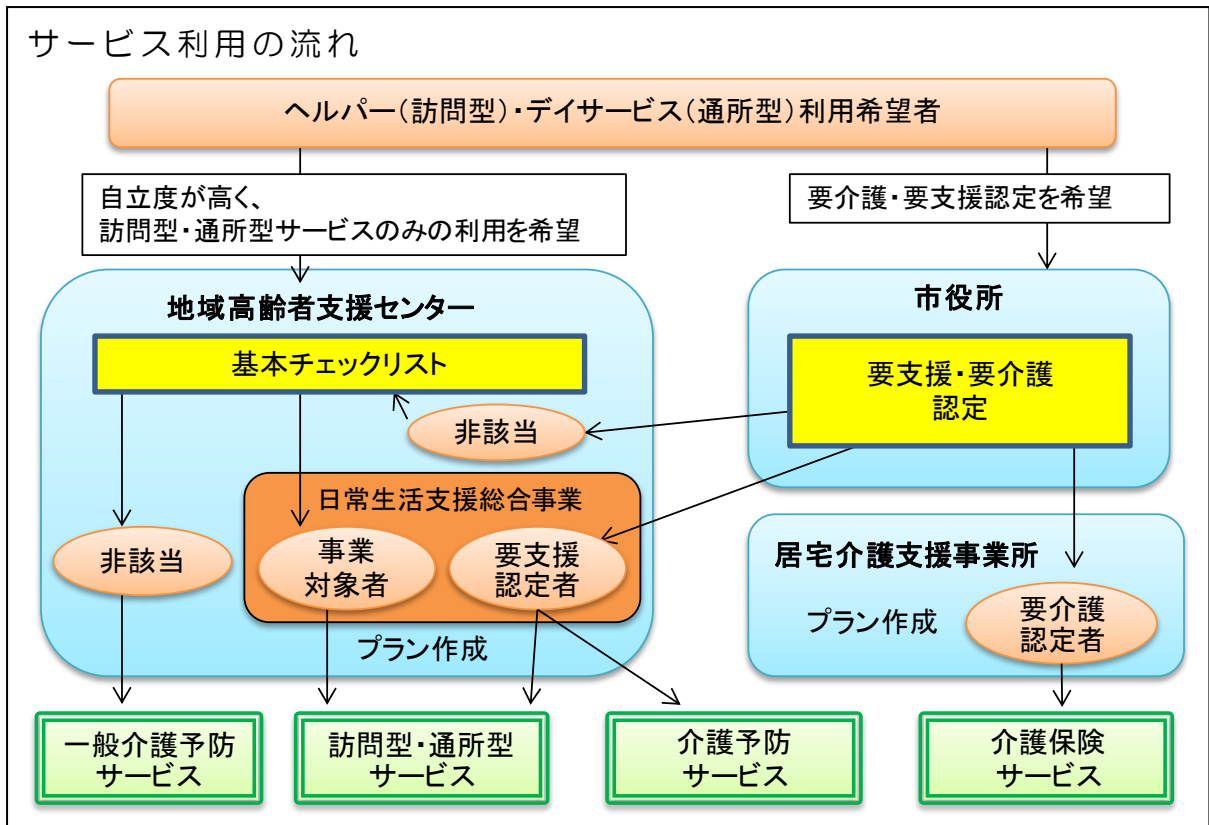 サービス利用の流れ
ヘルパー(訪問型)・デイサービス(通所型)利用希望者
自立度が高く、
訪問型・通所型サービスのみの利用を希望
要介護・要支援認定を希望
地域高齢者支援センター
基本チェックリスト
非該当
日常生活支援総合事業
非該当
事業
対象者
要支援
認定者
プラン作成
市役所
要支援・要介護
認定
居宅介護支援事業所
プラン作成
要介護
認定者
一般介護予防
サービス
訪問型・通所型
サービス
介護予防
サービス
介護保険
サービス